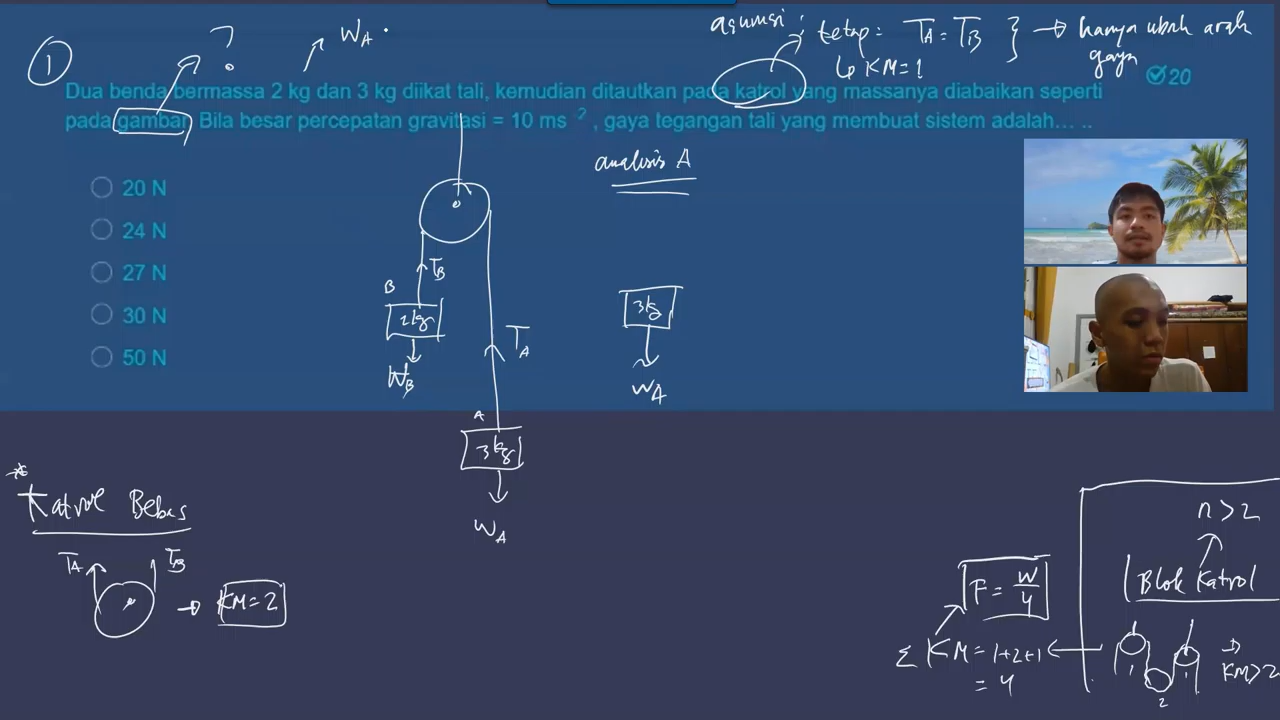 1
?
W_A
asumsi : tetap = T_A = T_B } → hanya ubah arah
gaya
↳ KM=1
20
Dua benda bermassa 2 kg dan 3 kg diikat tali, kemudian ditautkan pada katrol yang massanya diabaikan seperti
pada gambar. Bila besar percepatan gravitasi = 10 ms⁻², gaya tegangan tali yang membuat sistem adalah... ..
analisis A
20 N
24 N
27 N
30 N
50 N
T_B
B
2kg
W_B
T_A
A
3kg
W_A
3kg
W_A
* Katrol Bebas
T_A T_B
→ KM=2
n>2
Blok Katrol
F = W/4
Σ KM = 1+2+1
= 4
1 2 1
→ KM>2